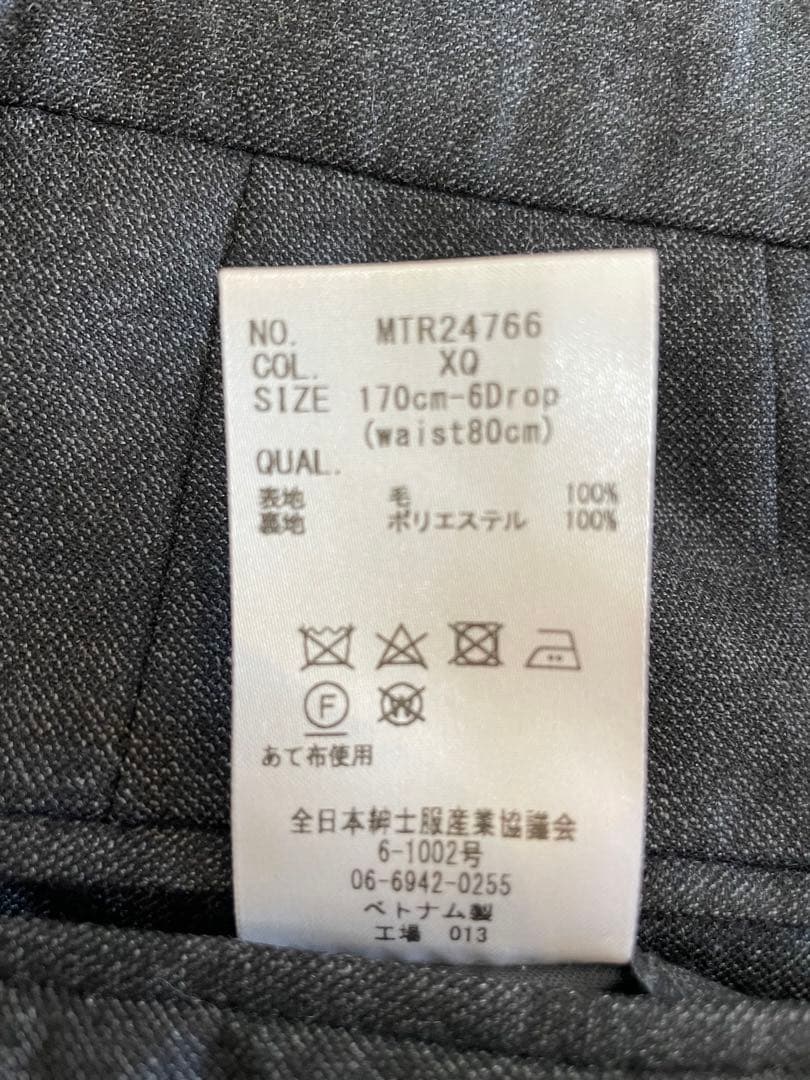 NO. MTR24766
COL. XQ
SIZE 170cm-6Drop
(waist80cm)
QUAL.
表地 毛 100%
裏地 ポリエステル 100%
F W
あて布使用
全日本紳士服産業協議会
6-1002号
06-6942-0255
ベトナム製
工場 013